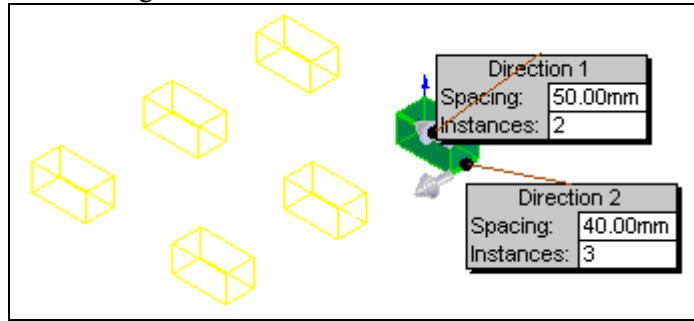 Direction 1
Spacing: 50.00mm
Instances: 2
Direction 2
Spacing: 40.00mm
Instances: 3